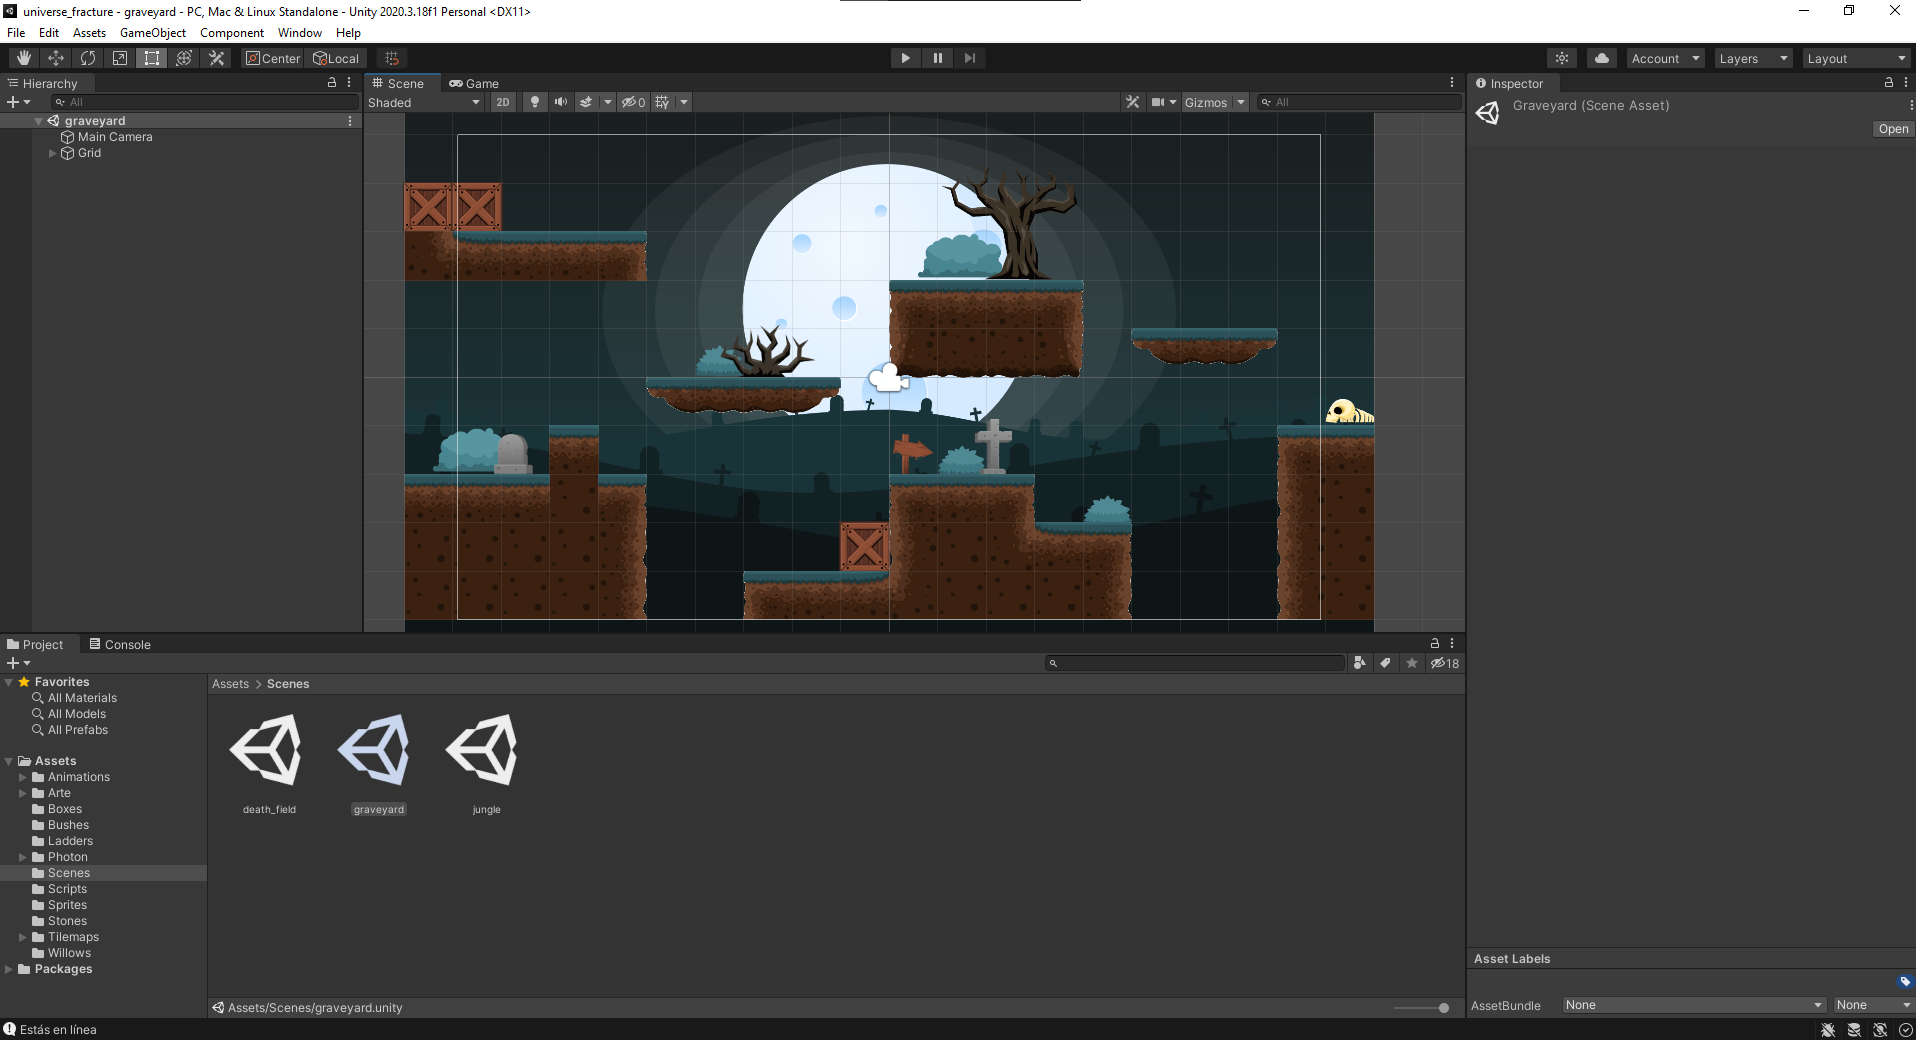 universe_fracture - graveyard - PC, Mac & Linux Standalone - Unity 2020.3.18f1 Personal <DX11>
File Edit Assets GameObject Component Window Help
Center Local Account Layers Layout
Hierarchy
All
graveyard
Main Camera
Grid
Scene Game
Shaded 2D 0 Gizmos All
Inspector
Graveyard (Scene Asset)
Open
Project Console
18
Favorites
All Materials
All Models
All Prefabs
Assets
Animations
Arte
Boxes
Bushes
Ladders
Photon
Scenes
Scripts
Sprites
Stones
Tilemaps
Willows
Packages
Assets > Scenes
death_field graveyard jungle
Assets/Scenes/graveyard.unity
Asset Labels
AssetBundle None None
Estás en línea